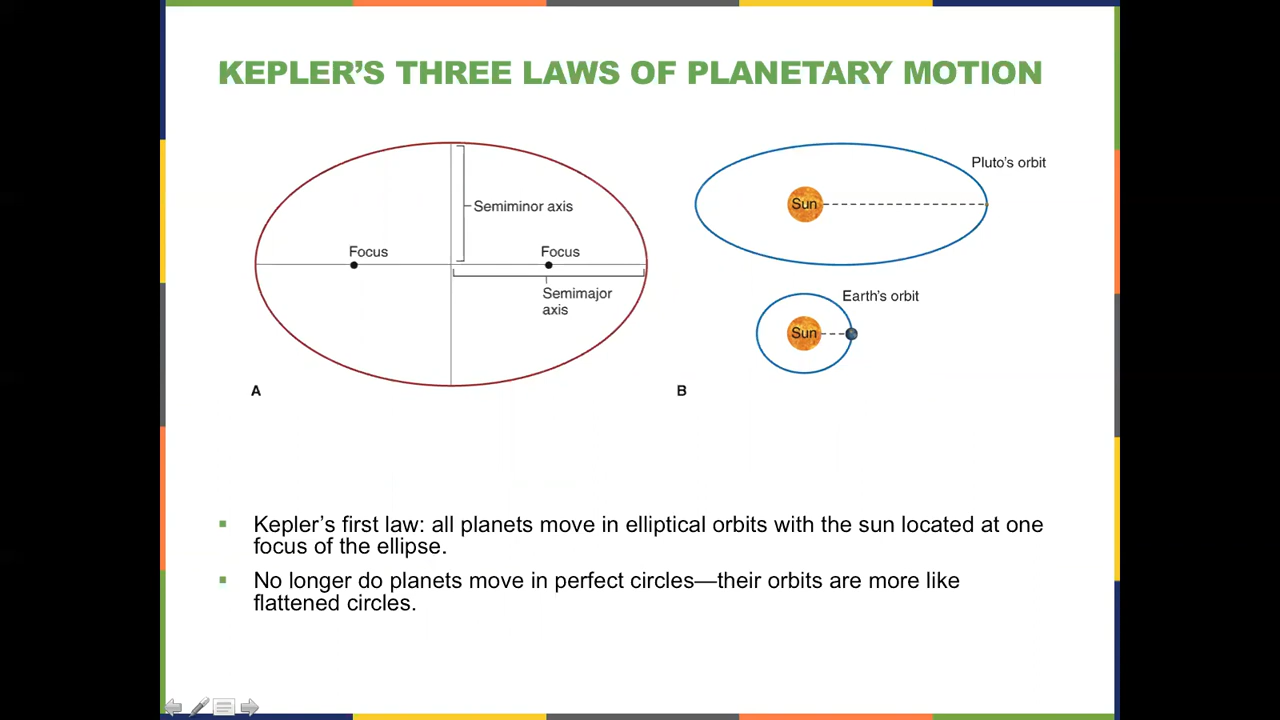 KEPLER’S THREE LAWS OF PLANETARY MOTION
Semiminor axis
Focus
Focus
Semimajor
axis
A
Pluto’s orbit
Sun
Earth’s orbit
Sun
B
Kepler’s first law: all planets move in elliptical orbits with the sun located at one
focus of the ellipse.
No longer do planets move in perfect circles—their orbits are more like
flattened circles.